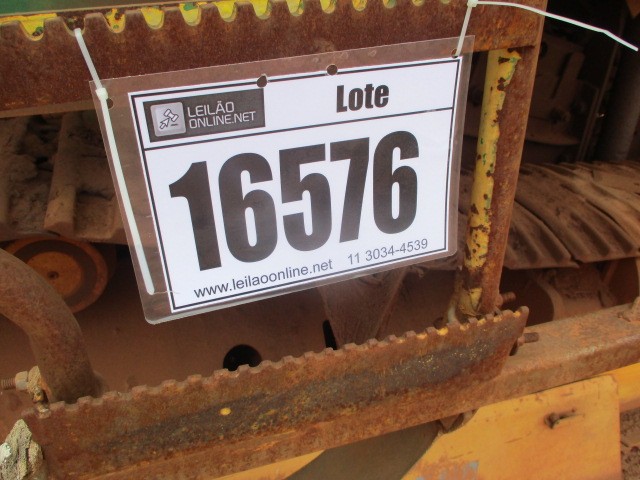 LEILÃO
ONLINE.NET
Lote
16576
www.leilaoonline.net 11 3034-4539